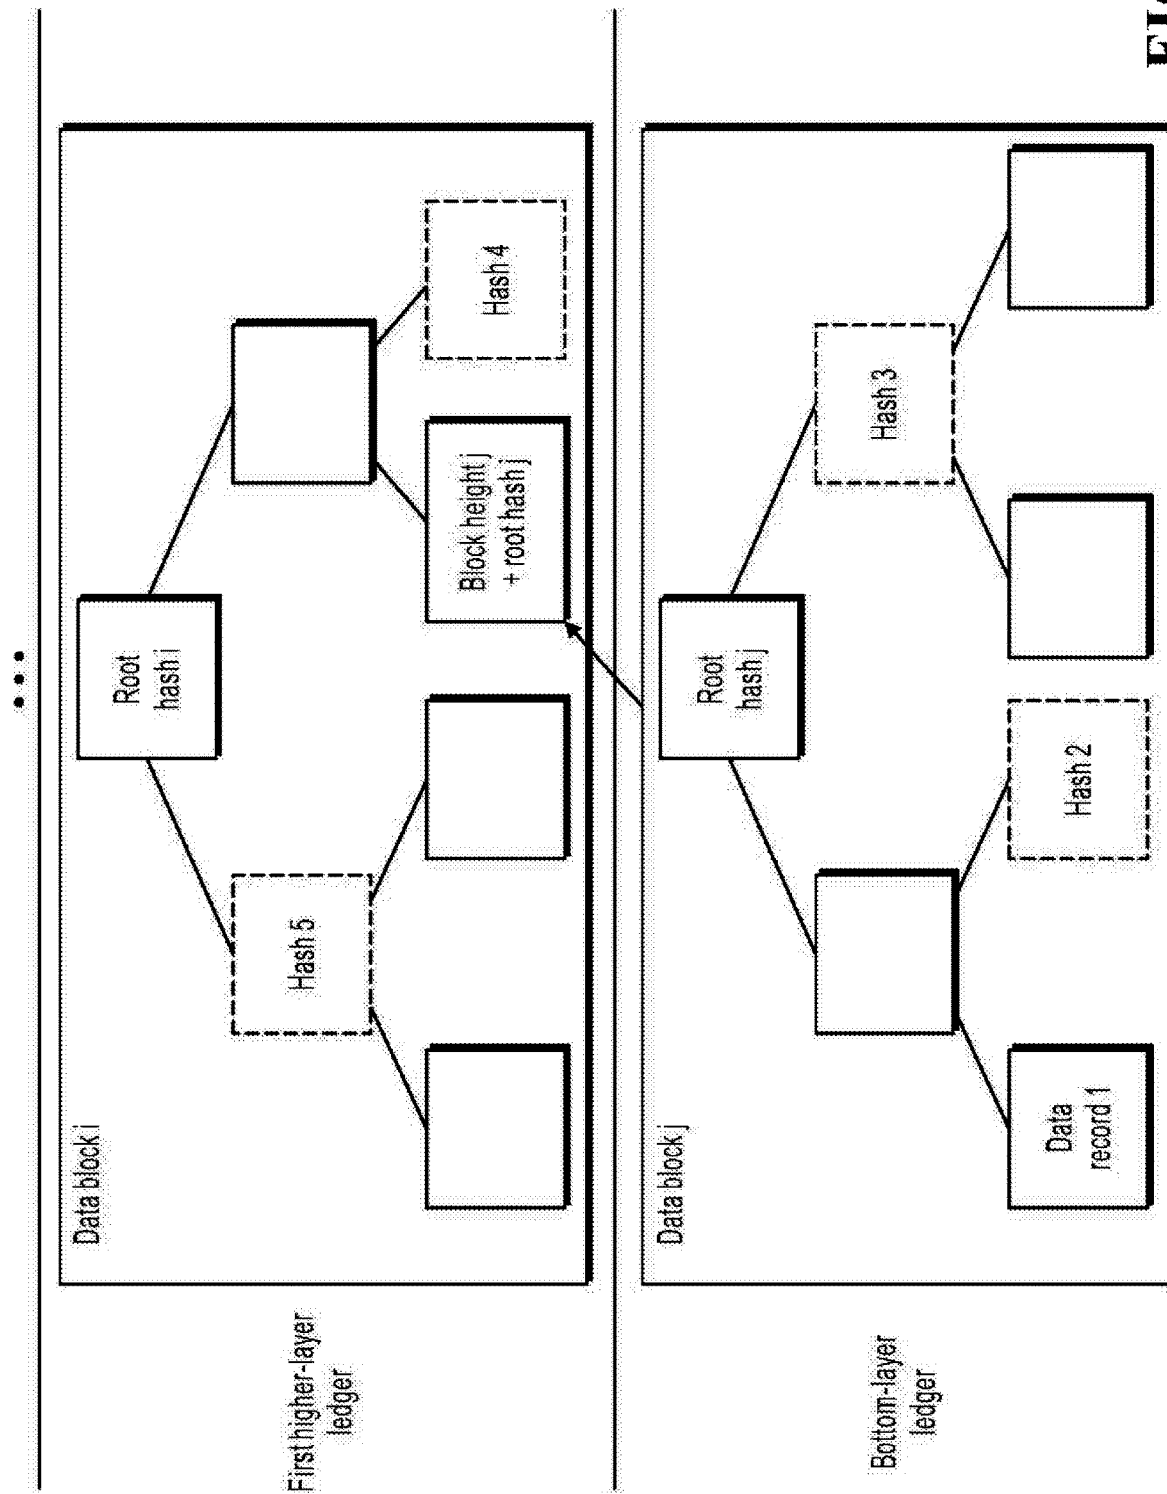 ...
First higher-layer
ledger
Data block i
Root
hash i
Hash 5
Block height j
+ root hash j
Hash 4
Bottom-layer
ledger
Data block j
Root
hash j
Hash 3
Data
record 1
Hash 2